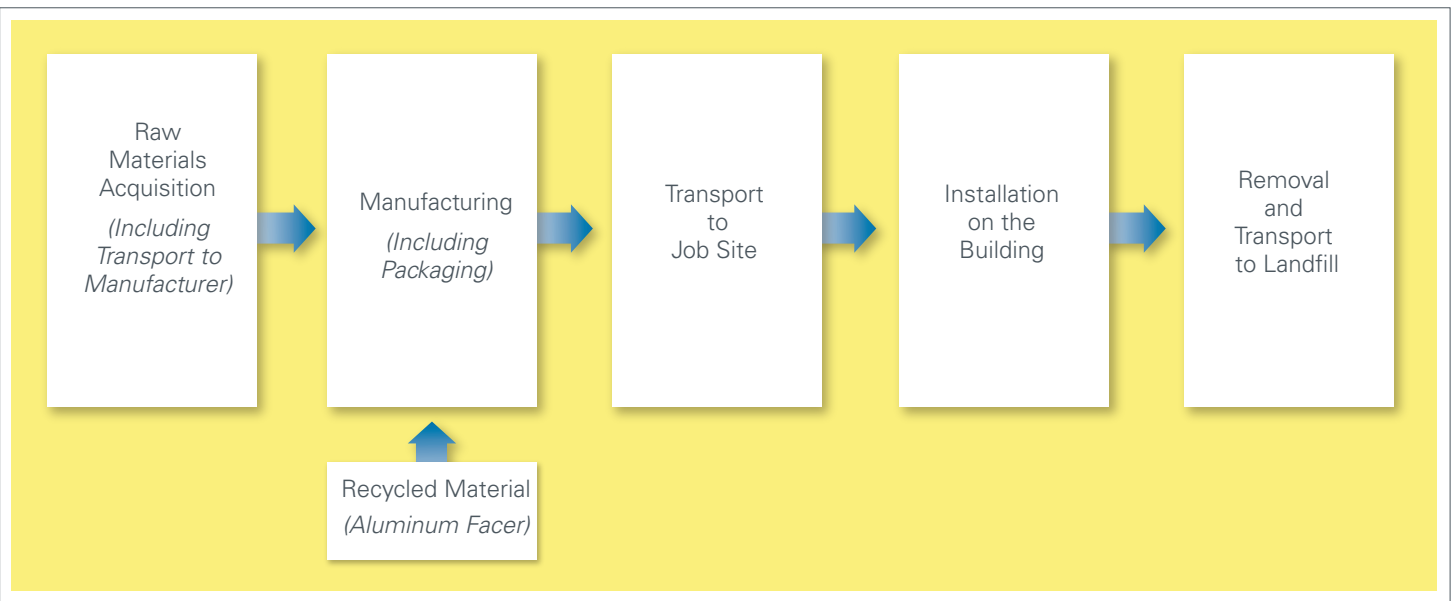 Raw
Materials
Acquisition
(Including
Transport to
Manufacturer)
Manufacturing
(Including
Packaging)
Transport
to
Job Site
Installation
on the
Building
Removal
and
Transport
to Landfill
Recycled Material
(Aluminum Facer)